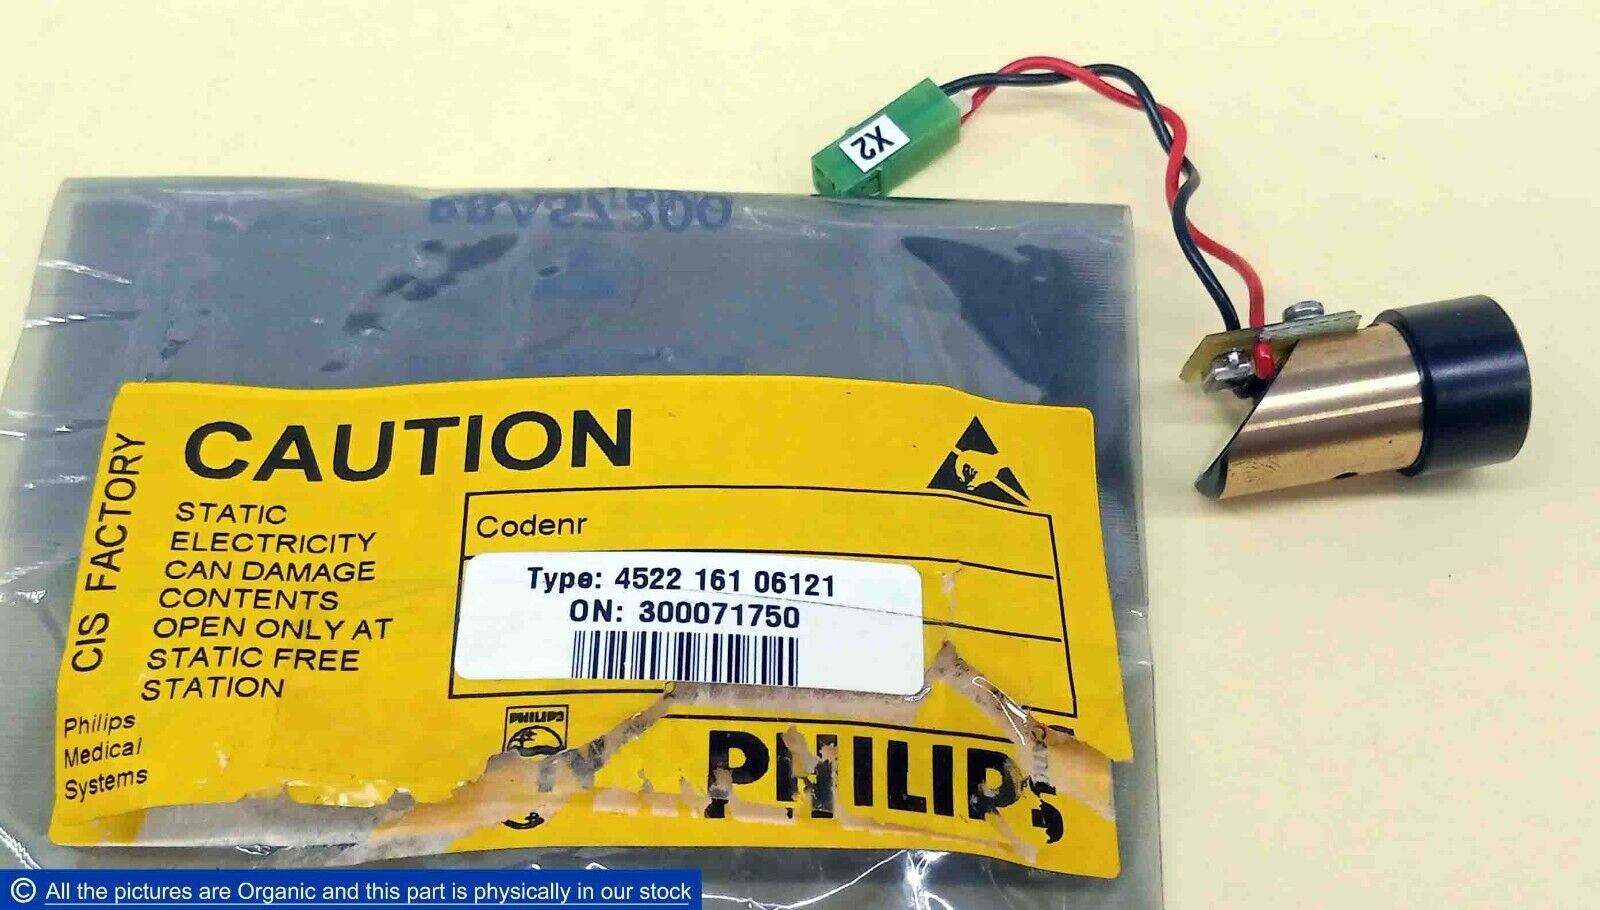 X2
CAUTION
CIS FACTORY
STATIC
ELECTRICITY
CAN DAMAGE
CONTENTS
OPEN ONLY AT
STATIC FREE
STATION
Philips
Medical
Systems
Codenr
Type: 4522 161 06121
ON: 300071750
PHILIPS
PHILIPS
© All the pictures are Organic and this part is physically in our stock